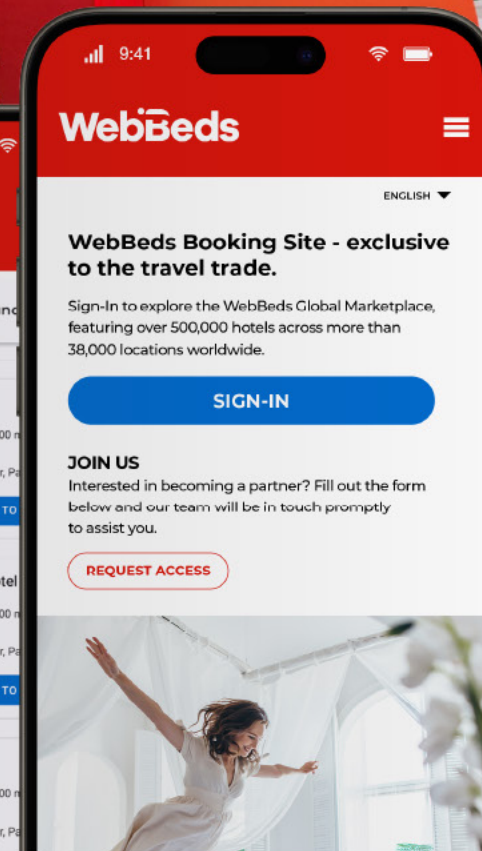 9:41
WebBeds
ENGLISH
WebBeds Booking Site - exclusive
to the travel trade.
Sign-In to explore the WebBeds Global Marketplace,
featuring over 500,000 hotels across more than
38,000 locations worldwide.
SIGN-IN
JOIN US
Interested in becoming a partner? Fill out the form
below and our team will be in touch promptly
to assist you.
REQUEST ACCESS
TO
TO